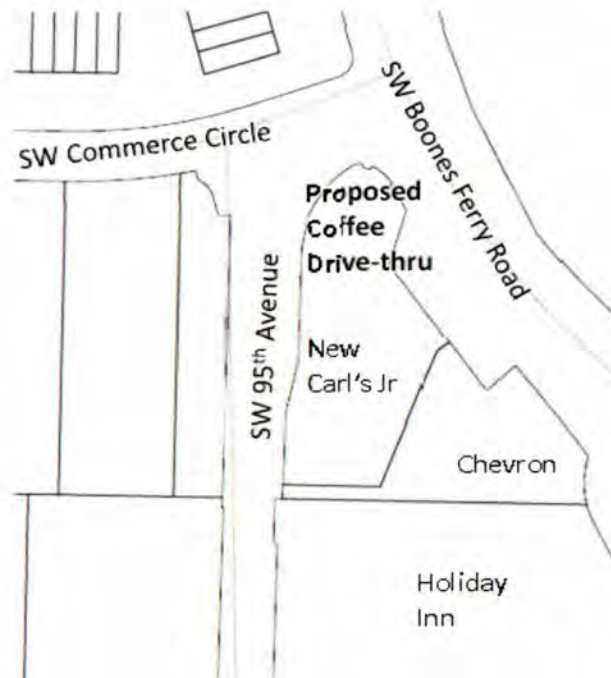 SW Commerce Circle
SW Boones Ferry Road
Proposed
Coffee
Drive-thru
SW 95th Avenue
New
Carl's Jr
Chevron
Holiday
Inn